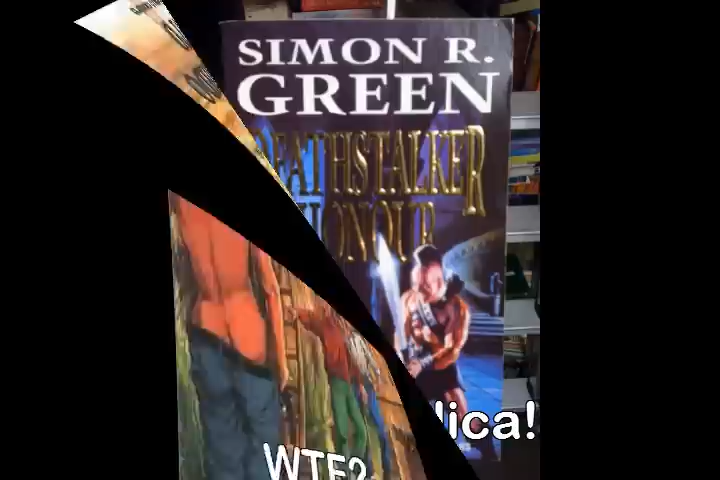 SIMON R.
GREEN
DEATHSTALKER
HONOUR
lica!
WTF?